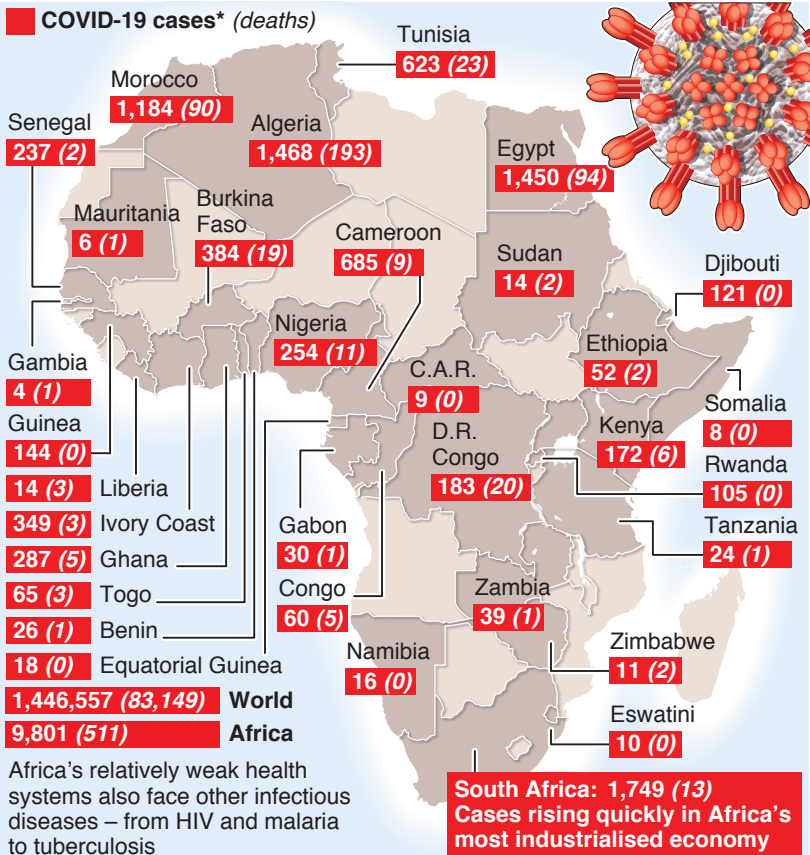 COVID-19 cases* (deaths)
Tunisia
623 (23)
Morocco
1,184 (90)
Senegal
237 (2)
Algeria
1,468 (193)
Egypt
1,450 (94)
Mauritania
6 (1)
Burkina
Faso
384 (19)
Cameroon
685 (9)
Sudan
14 (2)
Djibouti
121 (0)
Nigeria
254 (11)
Ethiopia
52 (2)
Gambia
4 (1)
C.A.R.
9 (0)
Somalia
8 (0)
Guinea
144 (0)
D.R.
Congo
183 (20)
Kenya
172 (6)
Rwanda
105 (0)
14 (3) Liberia
349 (3) Ivory Coast
Gabon
30 (1)
Tanzania
24 (1)
287 (5) Ghana
65 (3) Togo
Congo
60 (5)
Zambia
39 (1)
26 (1) Benin
18 (0) Equatorial Guinea
Namibia
16 (0)
Zimbabwe
11 (2)
1,446,557 (83,149) World
9,801 (511) Africa
Eswatini
10 (0)
Africa’s relatively weak health
systems also face other infectious
diseases – from HIV and malaria
to tuberculosis
South Africa: 1,749 (13)
Cases rising quickly in Africa’s
most industrialised economy